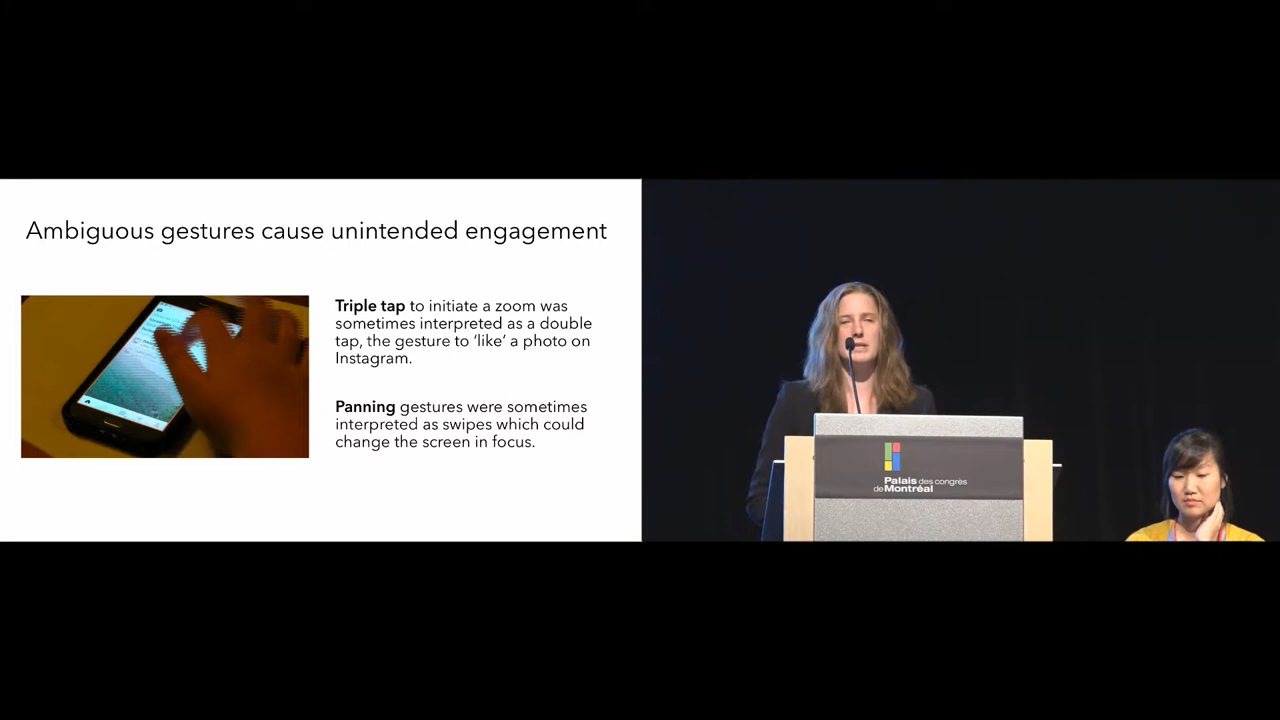 Ambiguous gestures cause unintended engagement
Triple tap to initiate a zoom was
sometimes interpreted as a double
tap, the gesture to 'like' a photo on
Instagram.
Panning gestures were sometimes
interpreted as swipes which could
change the screen in focus.
Palais des congrès
de Montréal